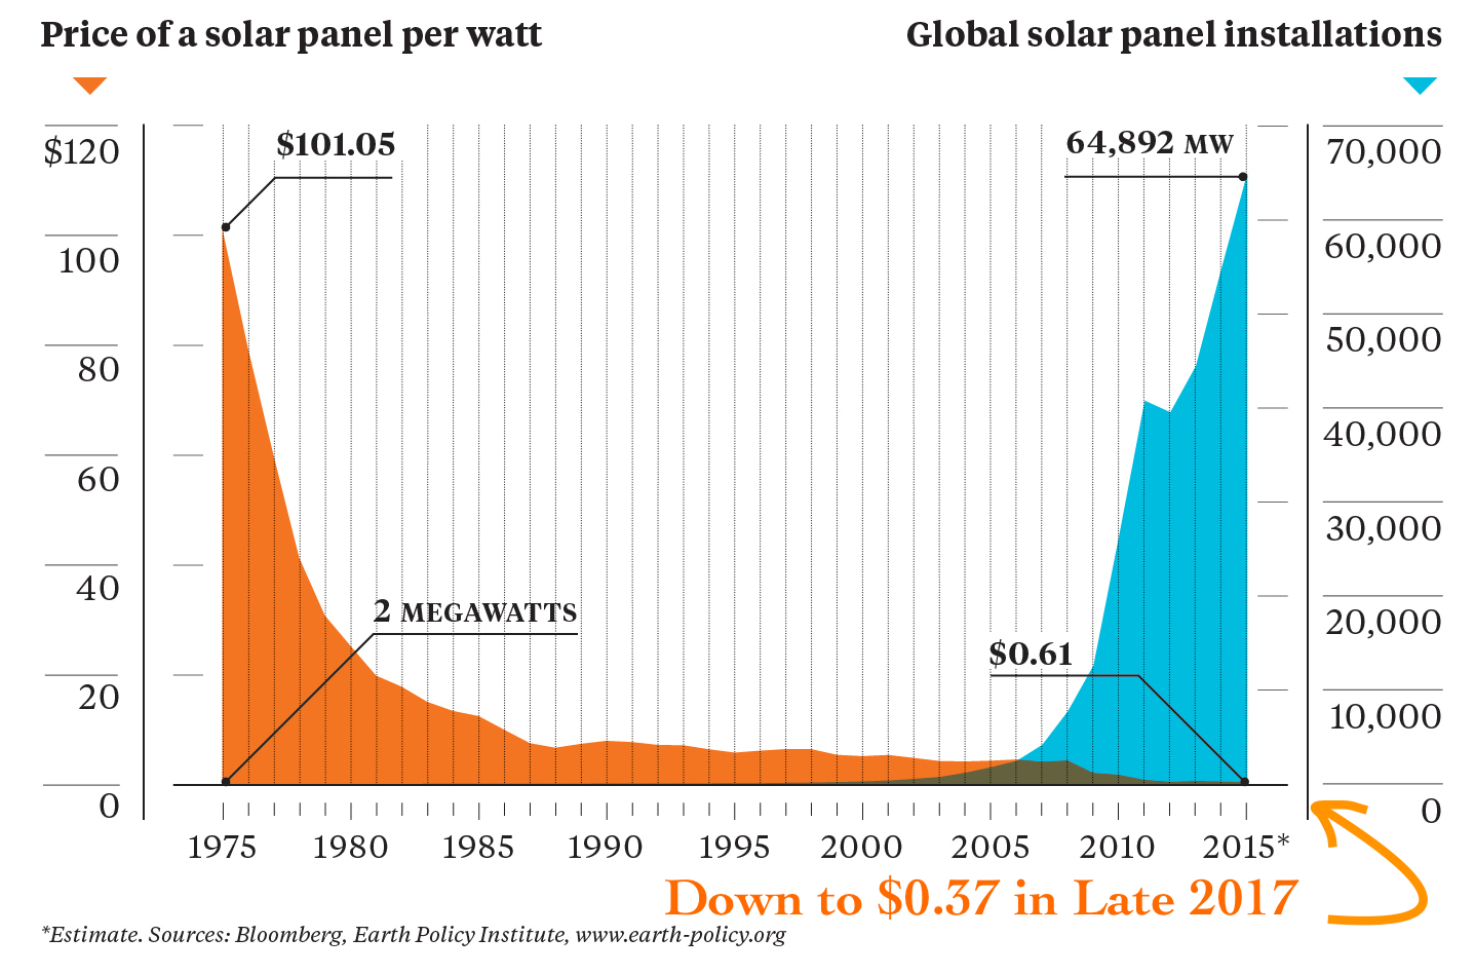 Price of a solar panel per watt
Global solar panel installations
$120
100
80
60
40
20
0
$101.05
2 MEGAWATTS
64,892 MW
$0.61
70,000
60,000
50,000
40,000
30,000
20,000
10,000
0
1975 1980 1985 1990 1995 2000 2005 2010 2015*
Down to $0.37 in Late 2017
*Estimate. Sources: Bloomberg, Earth Policy Institute, www.earth-policy.org